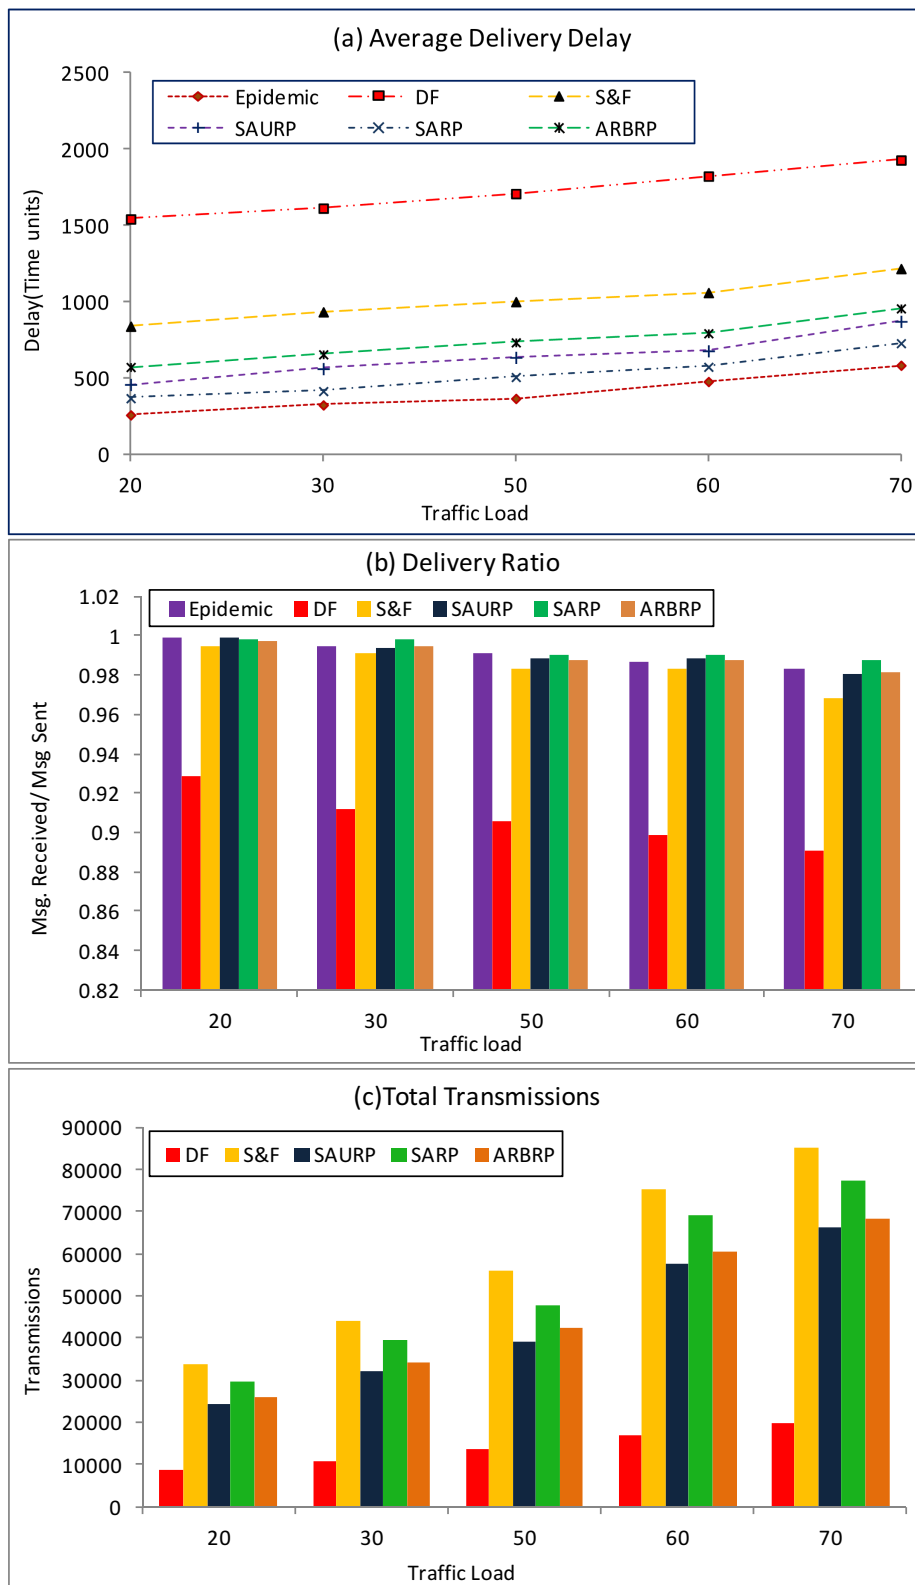 (a) Average Delivery Delay
2500
Epidemic DF S&F
SAURP SARP ARBRP
2000
1500
1000
500
0
Delay(Time units)
20 30 50 60 70
Traffic Load
(b) Delivery Ratio
1.02
Epidemic DF S&F SAURP SARP ARBRP
1
0.98
0.96
0.94
0.92
0.9
0.88
0.86
0.84
0.82
Msg. Received/ Msg Sent
20 30 50 60 70
Traffic load
(c)Total Transmissions
90000
DF S&F SAURP SARP ARBRP
80000
70000
60000
50000
40000
30000
20000
10000
0
Transmissions
20 30 50 60 70
Traffic Load